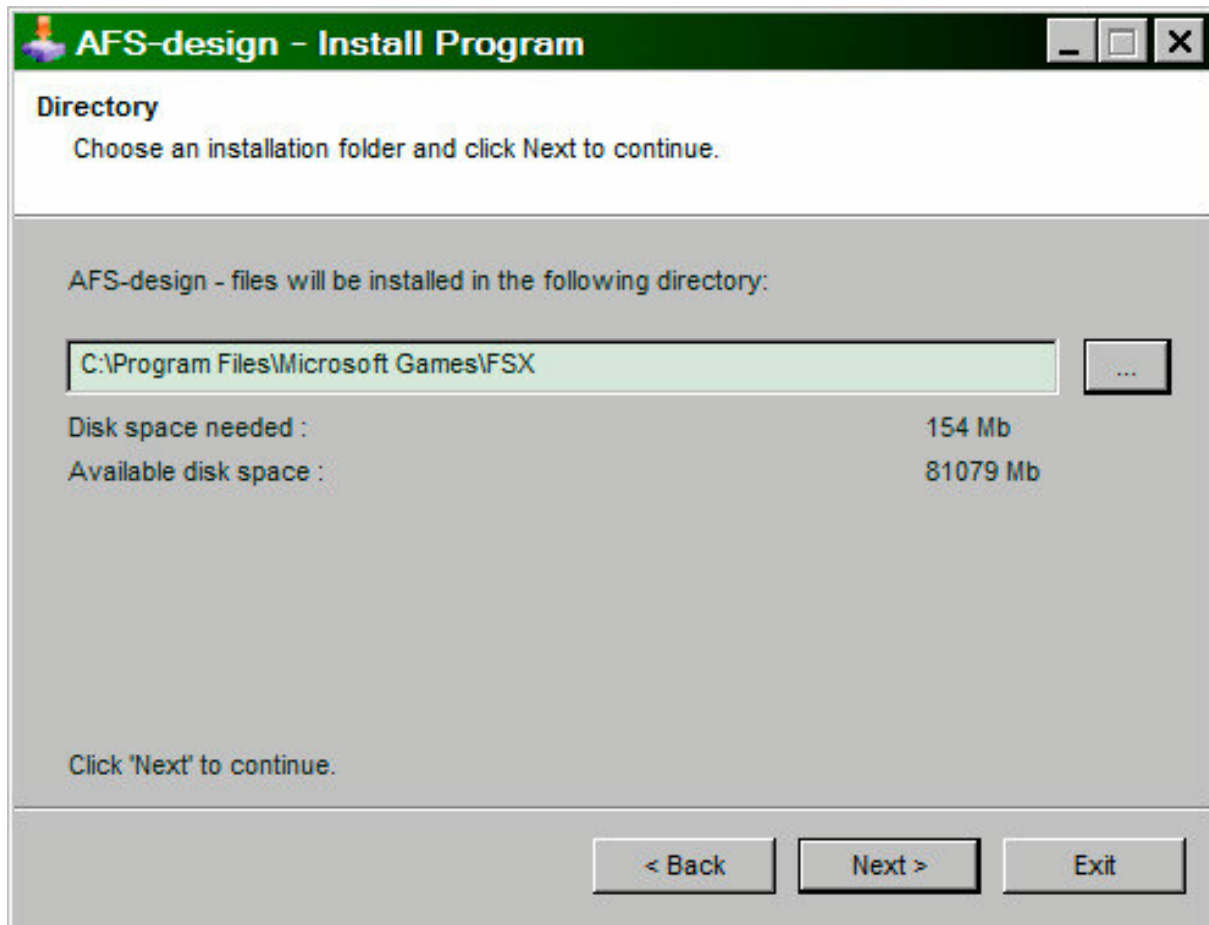 AFS-design - Install Program
Directory
Choose an installation folder and click Next to continue.
AFS-design - files will be installed in the following directory:
C:\Program Files\Microsoft Games\FSX
...
Disk space needed : 154 Mb
Available disk space : 81079 Mb
Click 'Next' to continue.
< Back Next > Exit